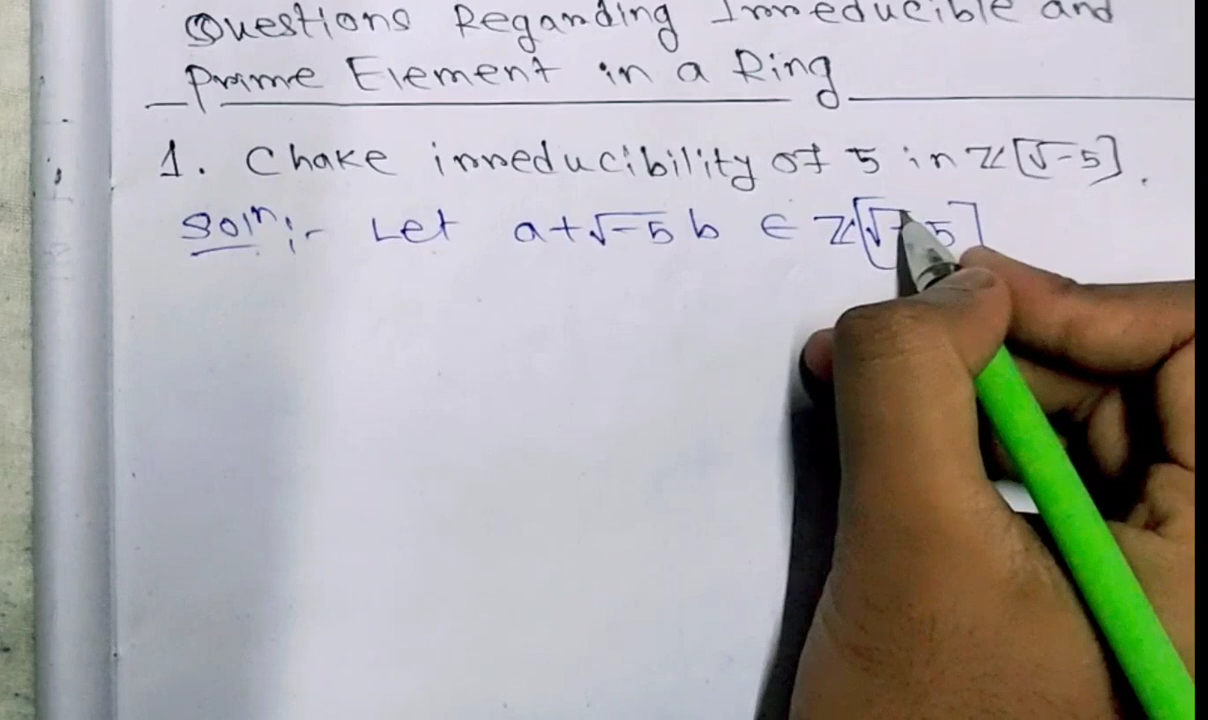 Questions Regarding Irreducible and
Prime Element in a Ring
1. Chake irreducibility of 5 in ℤ[√-5].
Solⁿ:- Let a+√-5 b ∈ ℤ[√-5]